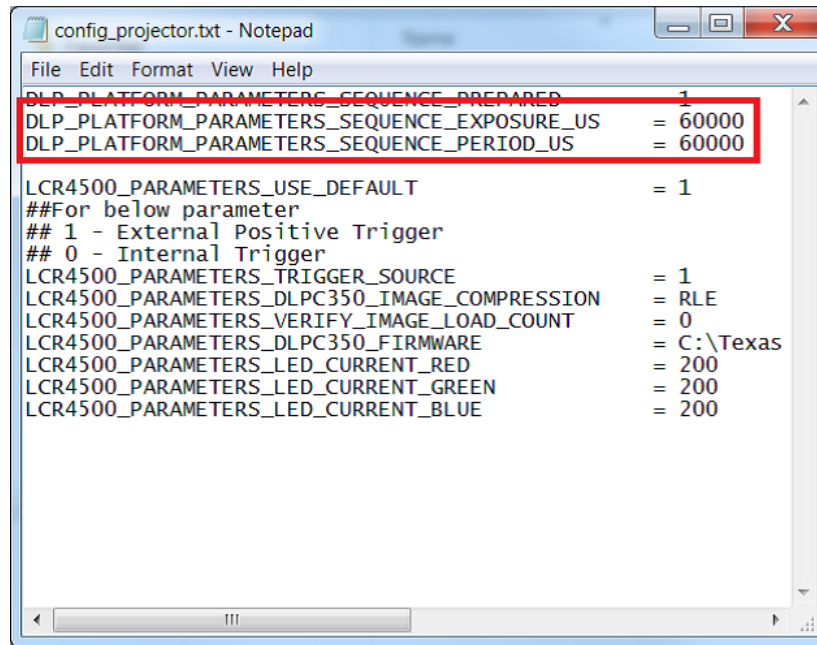 config_projector.txt - Notepad
File Edit Format View Help
DLP_PLATFORM_PARAMETERS_SEQUENCE_PREPARED 1
DLP_PLATFORM_PARAMETERS_SEQUENCE_EXPOSURE_US = 60000
DLP_PLATFORM_PARAMETERS_SEQUENCE_PERIOD_US = 60000
LCR4500_PARAMETERS_USE_DEFAULT = 1
##For below parameter
## 1 - External Positive Trigger
## 0 - Internal Trigger
LCR4500_PARAMETERS_TRIGGER_SOURCE = 1
LCR4500_PARAMETERS_DLPC350_IMAGE_COMPRESSION = RLE
LCR4500_PARAMETERS_VERIFY_IMAGE_LOAD_COUNT = 0
LCR4500_PARAMETERS_DLPC350_FIRMWARE = C:\Texas
LCR4500_PARAMETERS_LED_CURRENT_RED = 200
LCR4500_PARAMETERS_LED_CURRENT_GREEN = 200
LCR4500_PARAMETERS_LED_CURRENT_BLUE = 200